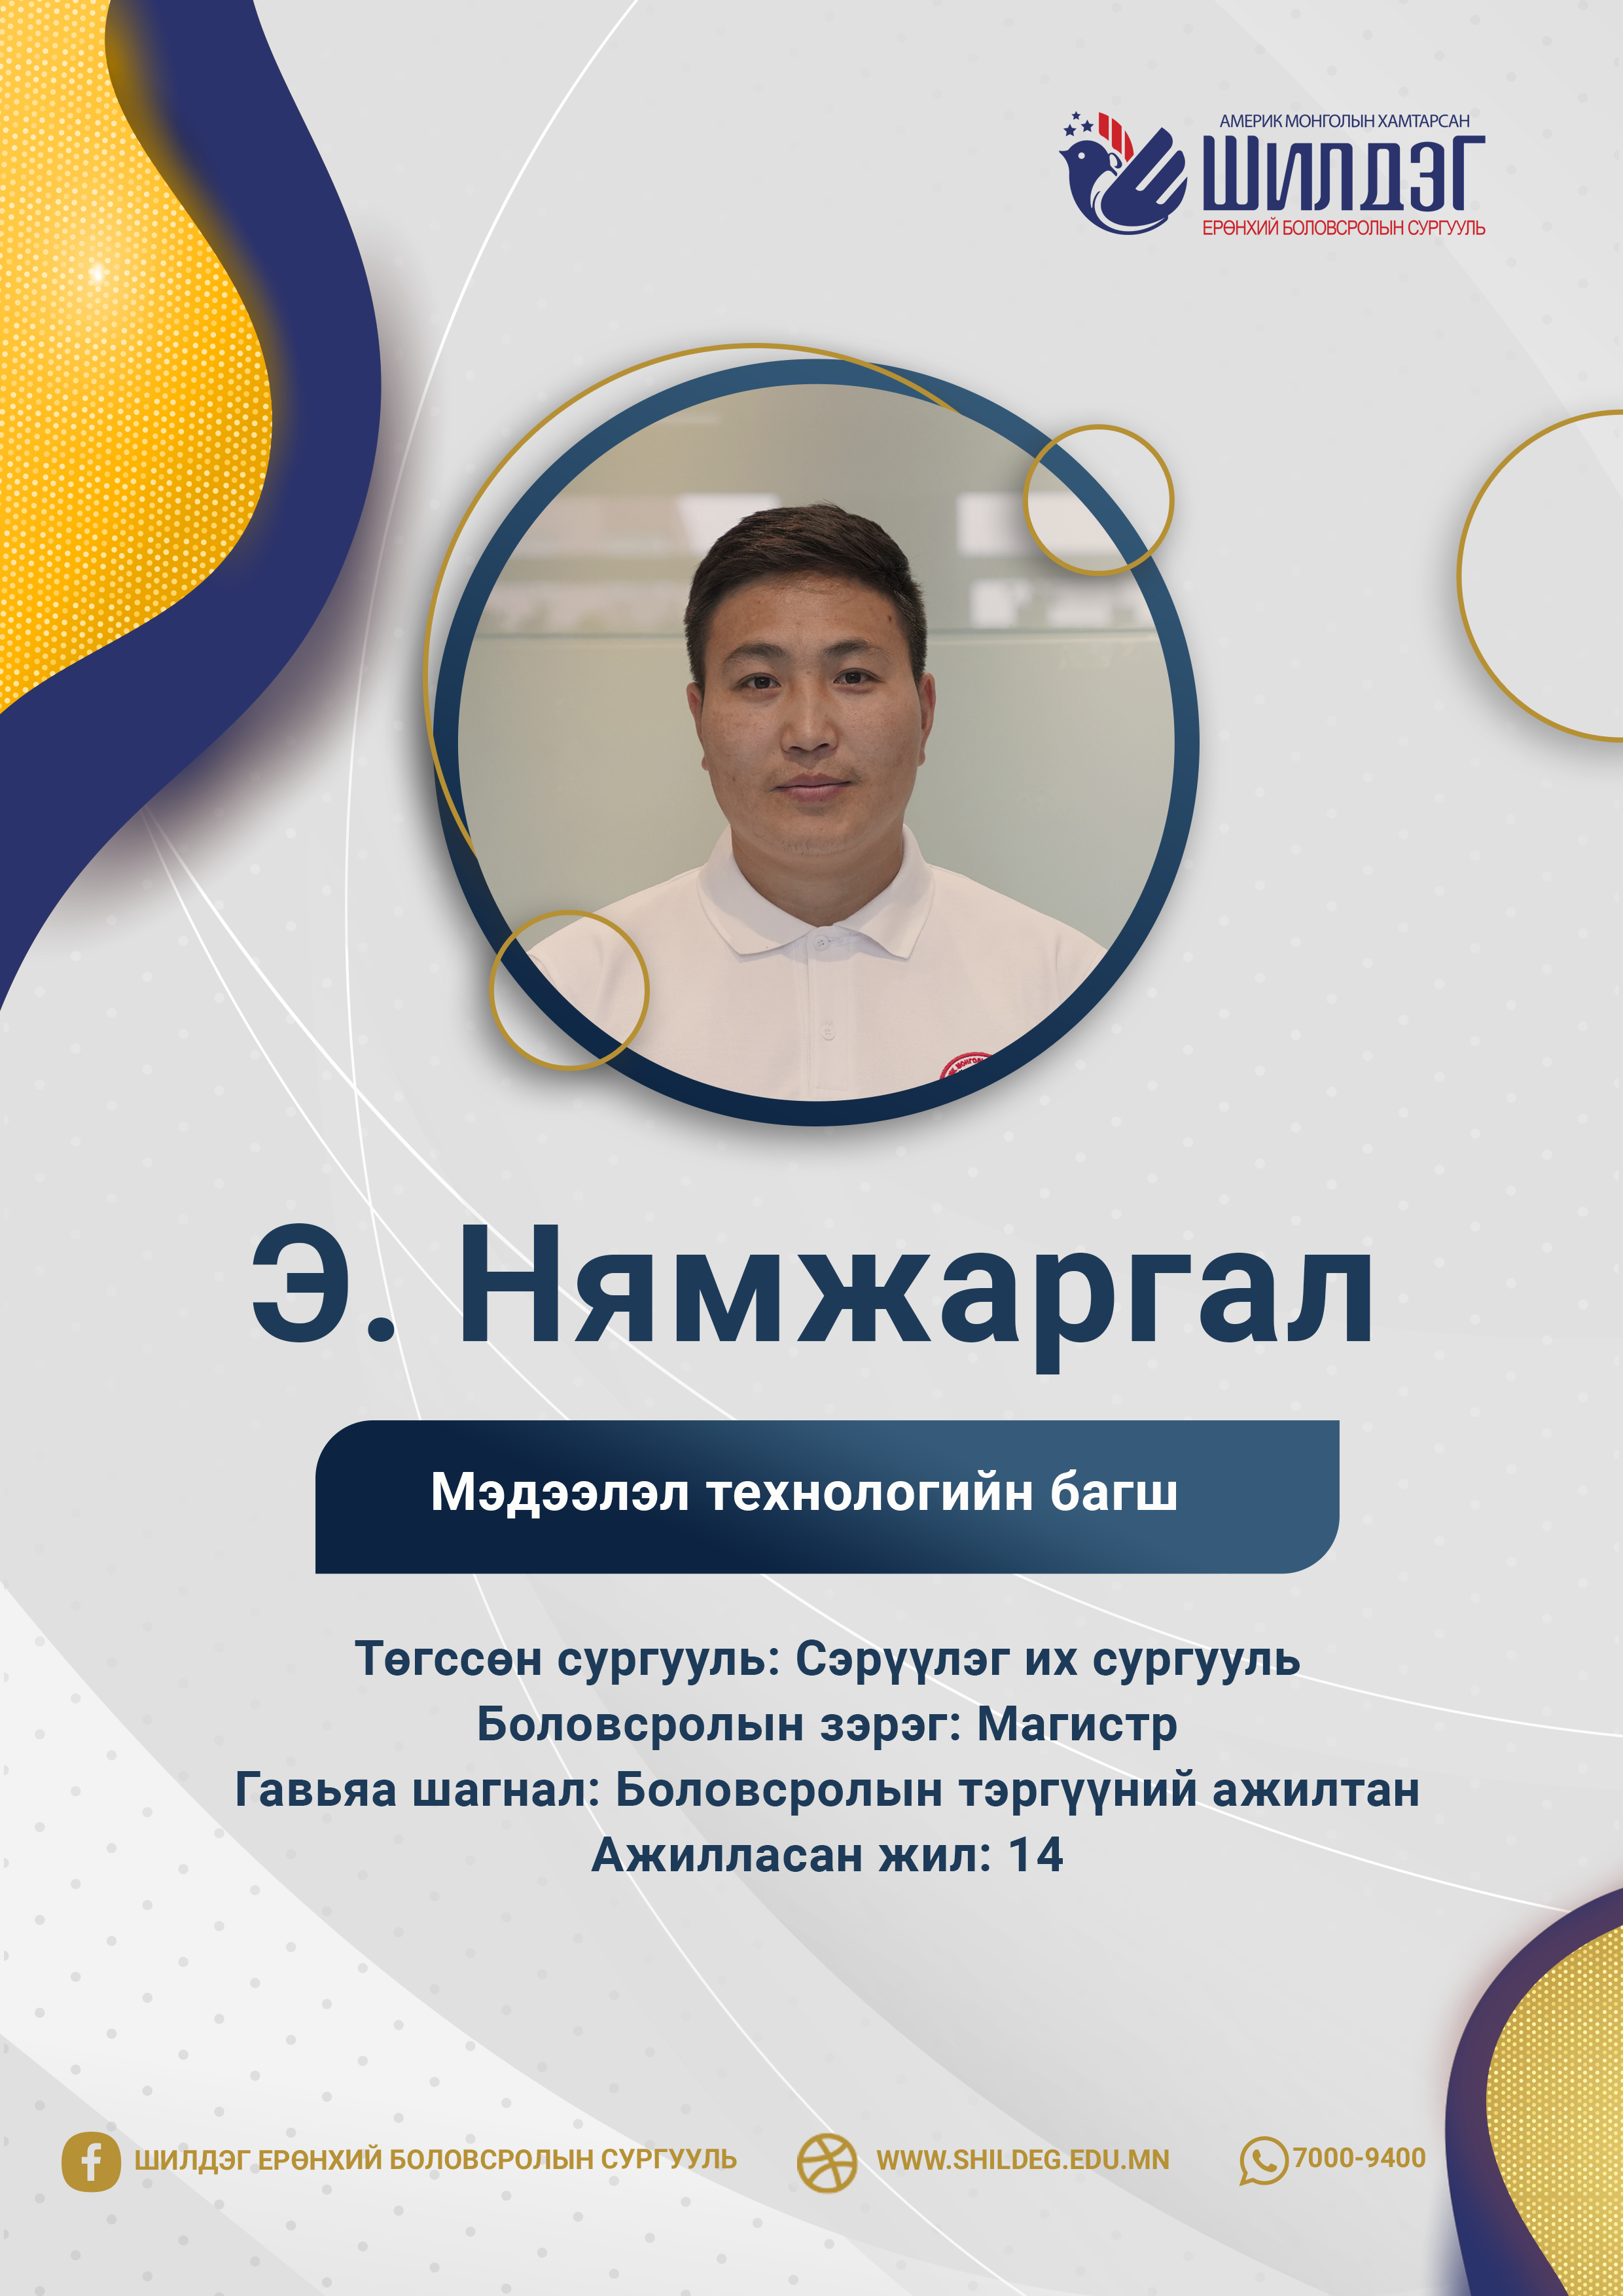 АМЕРИК МОНГОЛЫН ХАМТАРСАН
ШИЛДЭГ
ЕРӨНХИЙ БОЛОВСРОЛЫН СУРГУУЛЬ
Э. Нямжаргал
Мэдээлэл технологийн багш
Төгссөн сургууль: Сэрүүлэг их сургууль
Боловсролын зэрэг: Магистр
Гавьяа шагнал: Боловсролын тэргүүний ажилтан
Ажилласан жил: 14
ШИЛДЭГ ЕРӨНХИЙ БОЛОВСРОЛЫН СУРГУУЛЬ
WWW.SHILDEG.EDU.MN
7000-9400